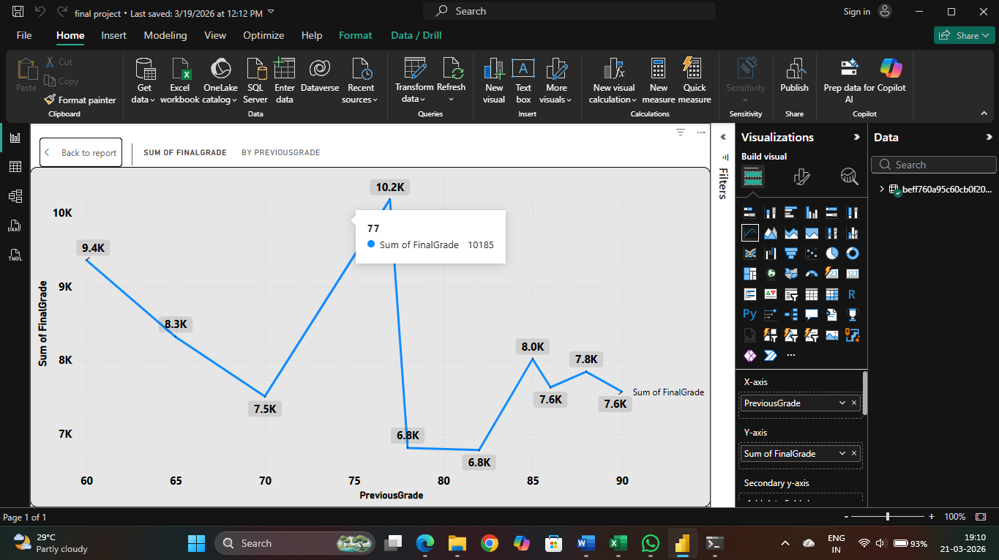 final project • Last saved: 3/19/2026 at 12:12 PM
Search
Sign in
File Home Insert Modeling View Optimize Help Format Data / Drill
Share
Paste
Cut
Copy
Format painter
Clipboard
Get data
Excel workbook
OneLake catalog
SQL Server
Enter data
Dataverse
Recent sources
Data
Transform data
Refresh
Queries
New visual
Text box
More visuals
Insert
New visual calculation
New measure
Quick measure
Calculations
Sensitivity
Sensitivity
Publish
Share
Prep data for AI
Copilot
Copilot
Back to report
SUM OF FINALGRADE BY PREVIOUSGRADE
Sum of FinalGrade
10K
9K
8K
7K
9.4K
8.3K
7.5K
10.2K
6.8K
6.8K
8.0K
7.6K
7.8K
7.6K
77
Sum of FinalGrade 10185
Sum of FinalGrade
60 65 70 75 80 85 90
PreviousGrade
Filters
Visualizations
Build visual
X-axis
PreviousGrade
Y-axis
Sum of FinalGrade
Secondary y-axis
Data
Search
beff760a95c60cb0f20...
Page 1 of 1
- + 100%
29°C
Partly cloudy
Search
ENG
IN
93%
19:10
21-03-2026